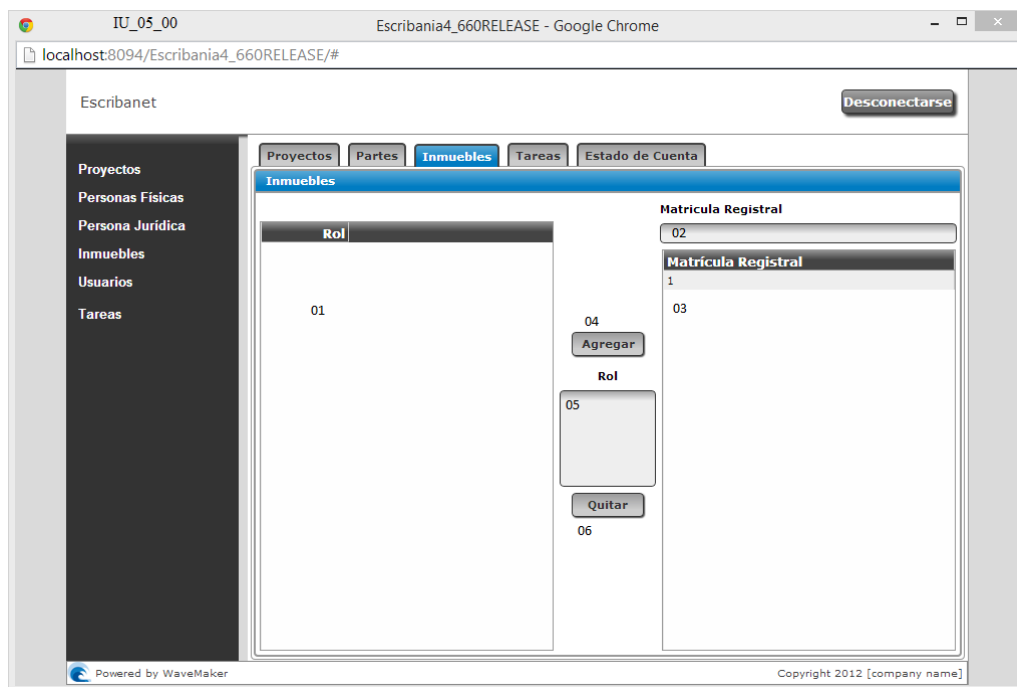 IU_05_00
Escribania4_660RELEASE - Google Chrome
localhost:8094/Escribania4_660RELEASE/#
Escribanet
Desconectarse
Proyectos
Personas Físicas
Persona Jurídica
Inmuebles
Usuarios
Tareas
Proyectos Partes Inmuebles Tareas Estado de Cuenta
Inmuebles
Rol
01
04
Agregar
Rol
05
Quitar
06
Matricula Registral
02
Matrícula Registral
1
03
Powered by WaveMaker
Copyright 2012 [company name]